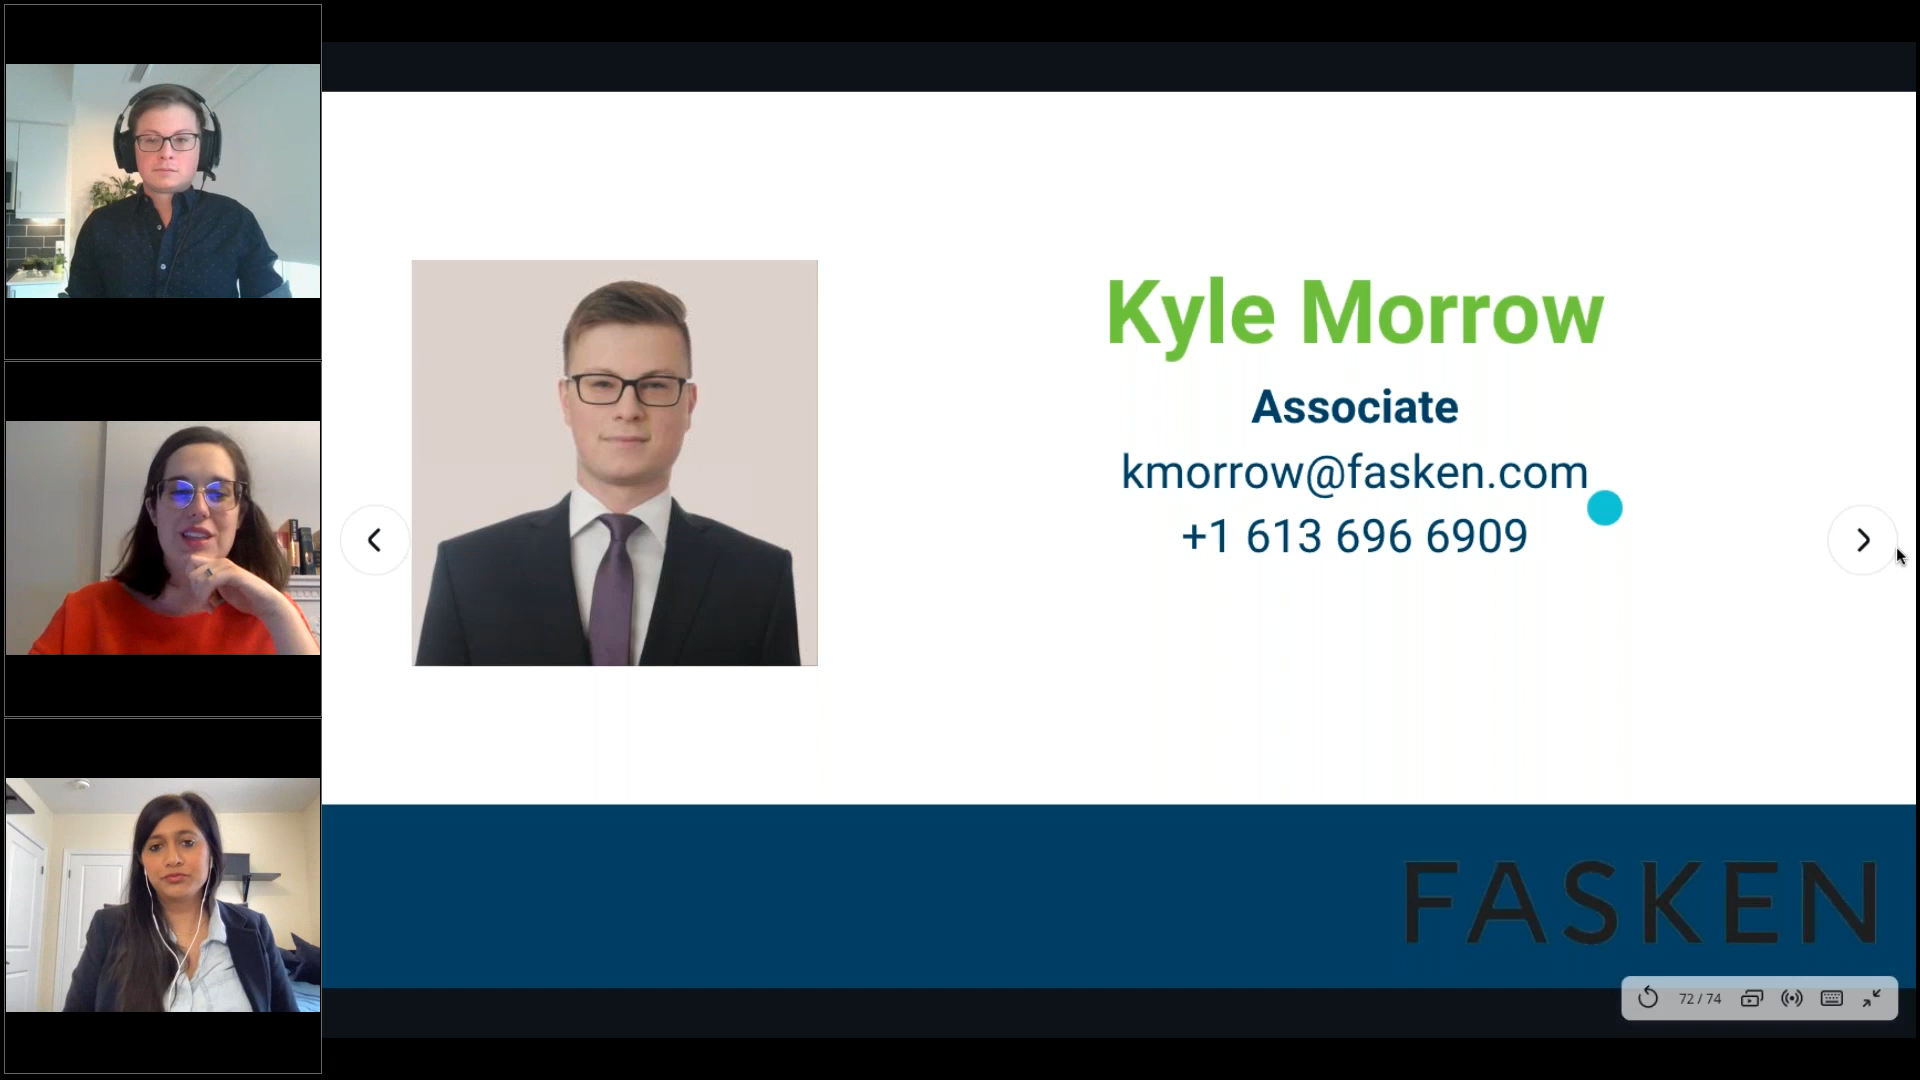 Kyle Morrow
Associate
kmorrow@fasken.com
+1 613 696 6909
FASKEN
72 / 74